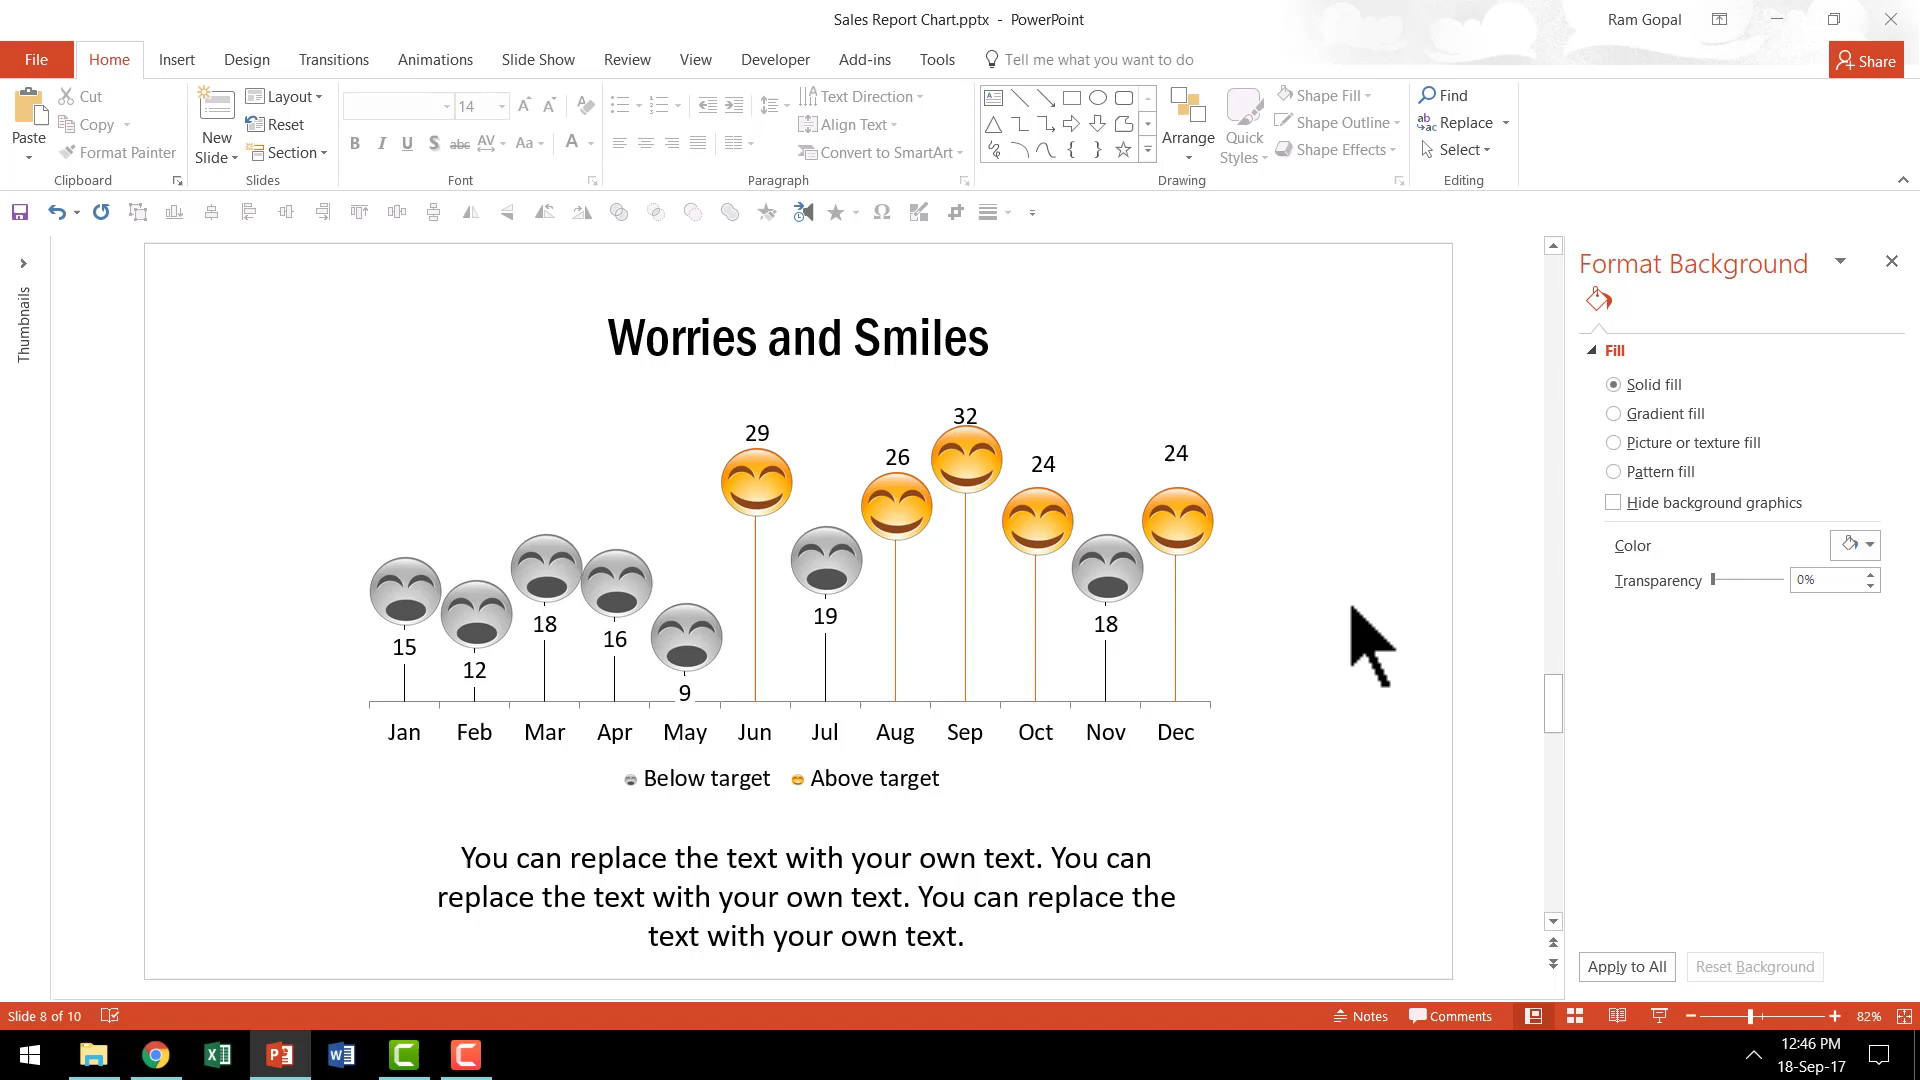 Sales Report Chart.pptx - PowerPoint
Ram Gopal
File Home Insert Design Transitions Animations Slide Show Review View Developer Add-ins Tools Tell me what you want to do
Share
Paste
Cut
Copy
Format Painter
Clipboard
New Slide
Layout
Reset
Section
Slides
14
B I U S abc AV Aa A
Font
Text Direction
Align Text
Convert to SmartArt
Paragraph
Arrange
Quick Styles
Shape Fill
Shape Outline
Shape Effects
Drawing
Find
Replace
Select
Editing
Thumbnails
Worries and Smiles
32
29
26
24
24
19
18
18
16
15
12
9
Jan Feb Mar Apr May Jun Jul Aug Sep Oct Nov Dec
Below target Above target
You can replace the text with your own text. You can
replace the text with your own text. You can replace the
text with your own text.
Format Background
Fill
Solid fill
Gradient fill
Picture or texture fill
Pattern fill
Hide background graphics
Color
Transparency 0%
Apply to All Reset Background
Slide 8 of 10
Notes Comments 82%
12:46 PM
18-Sep-17